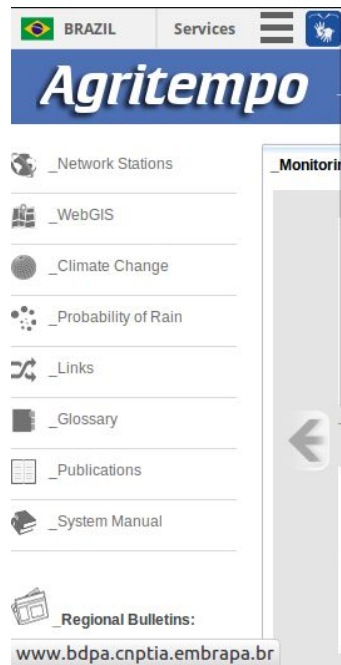 BRAZIL Services
Agritempo
_Network Stations
_Monitorin
_WebGIS
_Climate Change
_Probability of Rain
_Links
_Glossary
_Publications
_System Manual
_Regional Bulletins:
www.bdpa.cnptia.embrapa.br